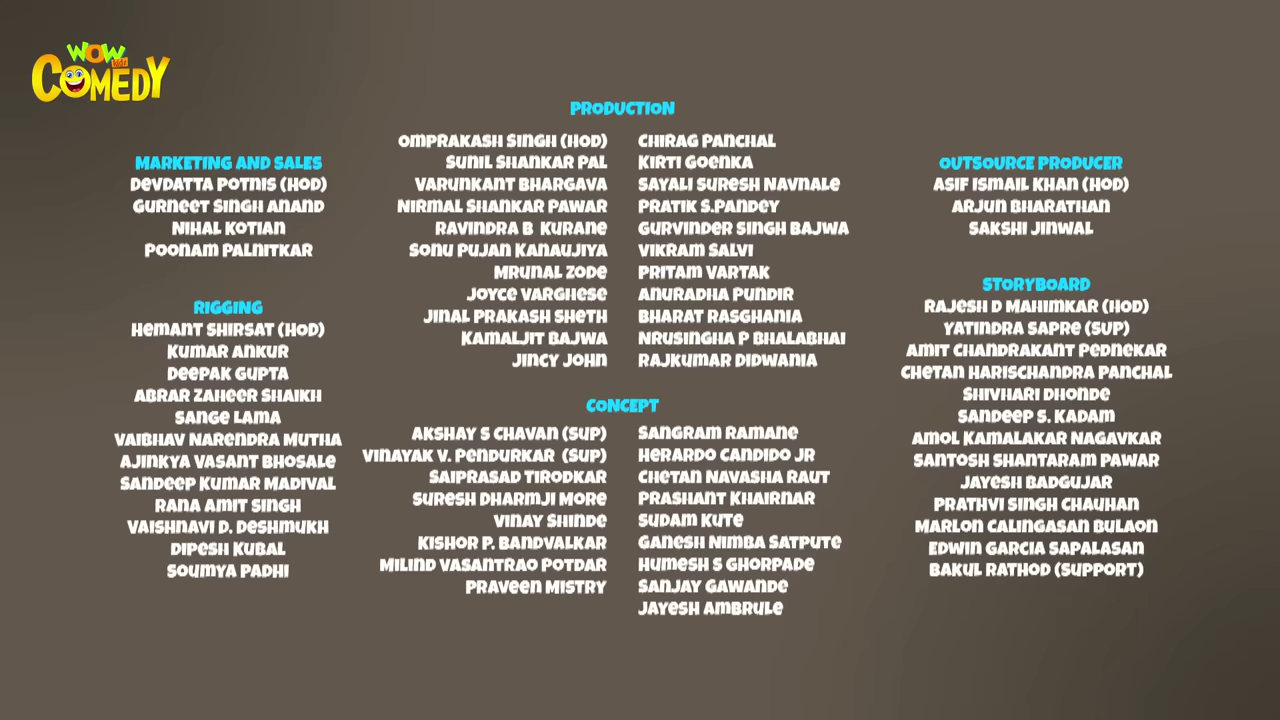 WOW
WOW
COMEDY
MARKETING AND SALES
DEVDATTA POTNIS (HOD)
GURNEET SINGH ANAND
NIHAL KOTIAN
POONAM PALNITKAR
RIGGING
HEMANT SHIRSAT (HOD)
KUMAR ANKUR
DEEPAK GUPTA
ABRAR ZAHEER SHAIKH
SANGE LAMA
VAIBHAV NARENDRA MUTHA
AJINKYA VASANT BHOSALE
SANDEEP KUMAR MADIVAL
RANA AMIT SINGH
VAISHNAVI D. DESHMUKH
DIPESH KUBAL
SOUMYA PADHI
PRODUCTION
OMPRAKASH SINGH (HOD) CHIRAG PANCHAL
SUNIL SHANKAR PAL KIRTI GOENKA
VARUNKANT BHARGAVA SAYALI SURESH NAVNALE
NIRMAL SHANKAR PAWAR PRATIK S.PANDEY
RAVINDRA B KURANE GURVINDER SINGH BAJWA
SONU PUJAN KANAUJIYA VIKRAM SALVI
MRUNAL ZODE PRITAM VARTAK
JOYCE VARGHESE ANURADHA PUNDIR
JINAL PRAKASH SHETH BHARAT RASGHANIA
KAMALJIT BAJWA NRUSINGHA P BHALABHAI
JINCY JOHN RAJKUMAR DIDWANIA
CONCEPT
AKSHAY S CHAVAN (SUP) SANGRAM RAMANE
VINAYAK V. PENDURKAR (SUP) HERARDO CANDIDO JR
SAIPRASAD TIRODKAR CHETAN NAVASHA RAUT
SURESH DHARMJI MORE PRASHANT KHAIRNAR
VINAY SHINDE SUDAM KUTE
KISHOR P. BANDVALKAR GANESH NIMBA SATPUTE
MILIND VASANTRAO POTDAR HUMESH S GHORPADE
PRAVEEN MISTRY SANJAY GAWANDE
JAYESH AMBRULE
OUTSOURCE PRODUCER
ASIF ISMAIL KHAN (HOD)
ARJUN BHARATHAN
SAKSHI JINWAL
STORYBOARD
RAJESH D MAHIMKAR (HOD)
YATINDRA SAPRE (SUP)
AMIT CHANDRAKANT PEDNEKAR
CHETAN HARISCHANDRA PANCHAL
SHIVHARI DHONDE
SANDEEP S. KADAM
AMOL KAMALAKAR NAGAVKAR
SANTOSH SHANTARAM PAWAR
JAYESH BADGUJAR
PRATHVI SINGH CHAUHAN
MARLON CALINGASAN BULAON
EDWIN GARCIA SAPALASAN
BAKUL RATHOD (SUPPORT)